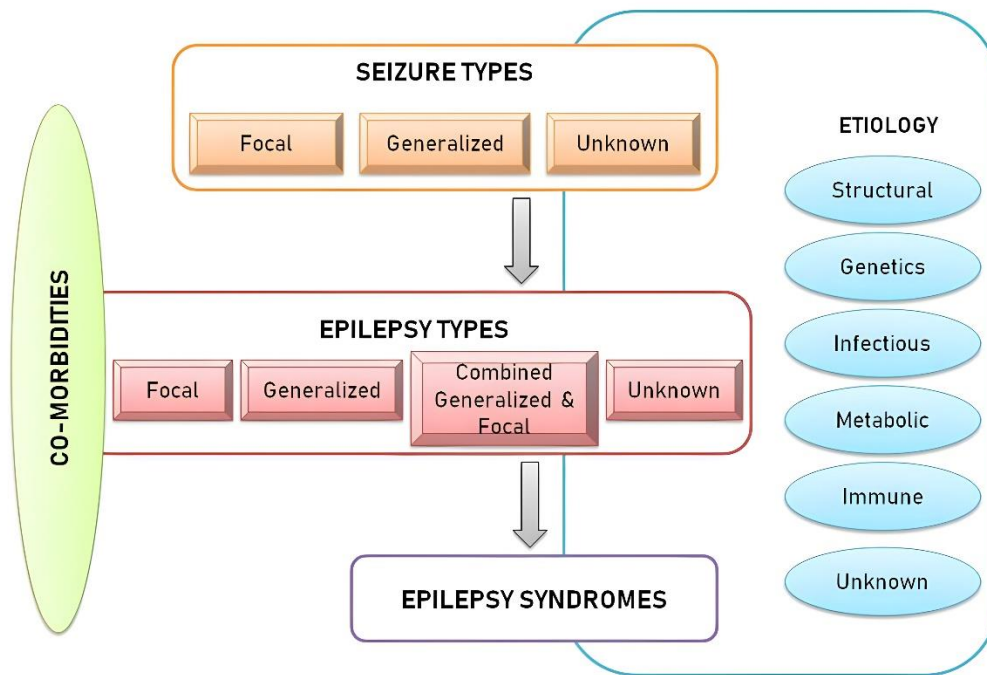 SEIZURE TYPES
Focal
Generalized
Unknown
CO-MORBIDITIES
EPILEPSY TYPES
Focal
Generalized
Combined
Generalized &
Focal
Unknown
EPILEPSY SYNDROMES
ETIOLOGY
Structural
Genetics
Infectious
Metabolic
Immune
Unknown